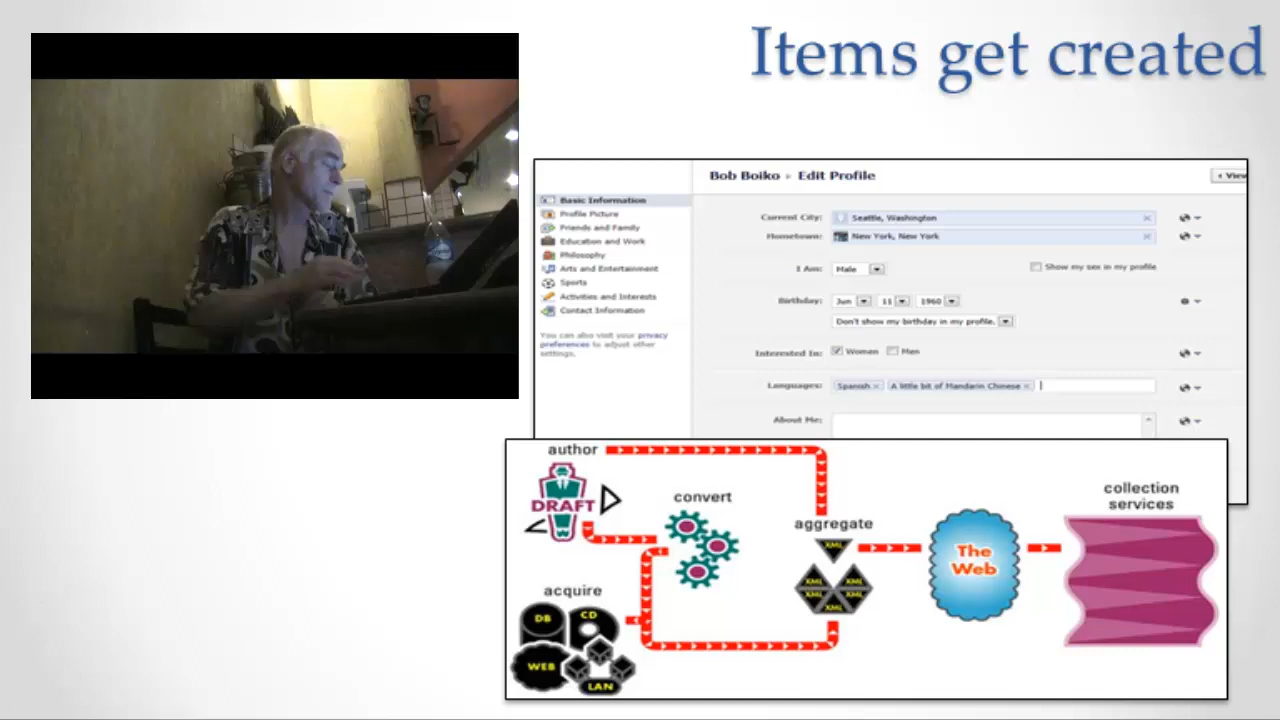 Items get created
Bob Boiko ▸ Edit Profile
View
Basic Information
Profile Picture
Friends and Family
Education and Work
Philosophy
Arts and Entertainment
Sports
Activities and Interests
Contact Information
You can also visit your privacy
preferences to adjust other
settings.
Current City: Seattle, Washington
Hometown: New York, New York
I Am: Male
Show my sex in my profile
Birthday: Jun 11 1960
Don't show my birthday in my profile.
Interested In: Women Men
Languages: Spanish A little bit of Mandarin Chinese
About Me:
author
DRAFT
convert
aggregate
XML
XML XML
XML XML
XML
The
Web
collection
services
acquire
DB
CD
WEB
LAN